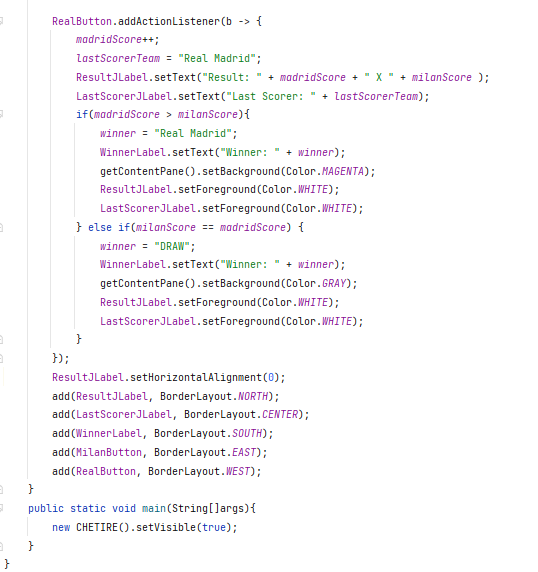 RealButton.addActionListener(b -> {
madridScore++;
lastScorerTeam = "Real Madrid";
ResultJLabel.setText("Result: " + madridScore + " X " + milanScore );
LastScorerJLabel.setText("Last Scorer: " + lastScorerTeam);
if(madridScore > milanScore){
winner = "Real Madrid";
WinnerLabel.setText("Winner: " + winner);
getContentPane().setBackground(Color.MAGENTA);
ResultJLabel.setForeground(Color.WHITE);
LastScorerJLabel.setForeground(Color.WHITE);
} else if(milanScore == madridScore) {
winner = "DRAW";
WinnerLabel.setText("Winner: " + winner);
getContentPane().setBackground(Color.GRAY);
ResultJLabel.setForeground(Color.WHITE);
LastScorerJLabel.setForeground(Color.WHITE);
}
});
ResultJLabel.setHorizontalAlignment(0);
add(ResultJLabel, BorderLayout.NORTH);
add(LastScorerJLabel, BorderLayout.CENTER);
add(WinnerLabel, BorderLayout.SOUTH);
add(MilanButton, BorderLayout.EAST);
add(RealButton, BorderLayout.WEST);
}
public static void main(String[]args){
new CHETIRE().setVisible(true);
}
}